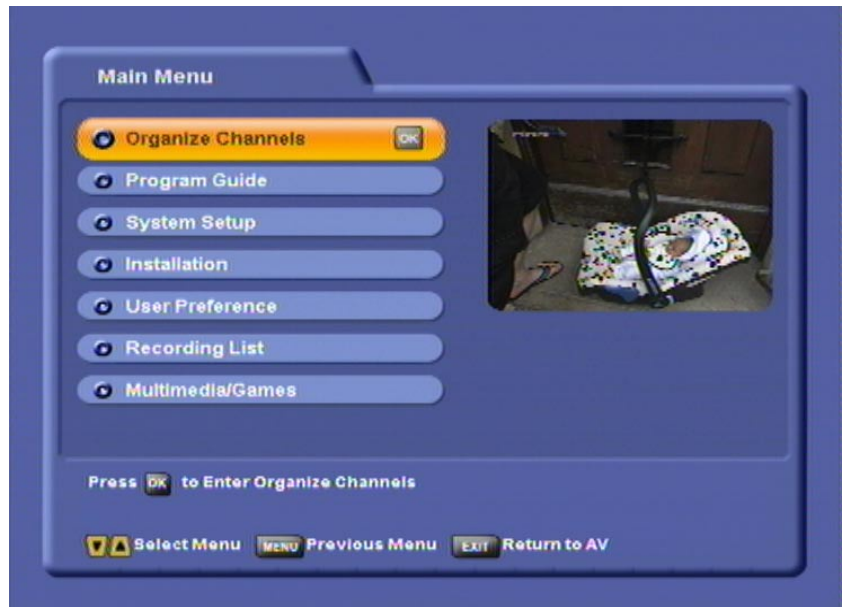 Main Menu
Organize Channels OK
Program Guide
System Setup
Installation
User Preference
Recording List
Multimedia/Games
Press OK to Enter Organize Channels
Select Menu MENU Previous Menu EXIT Return to AV